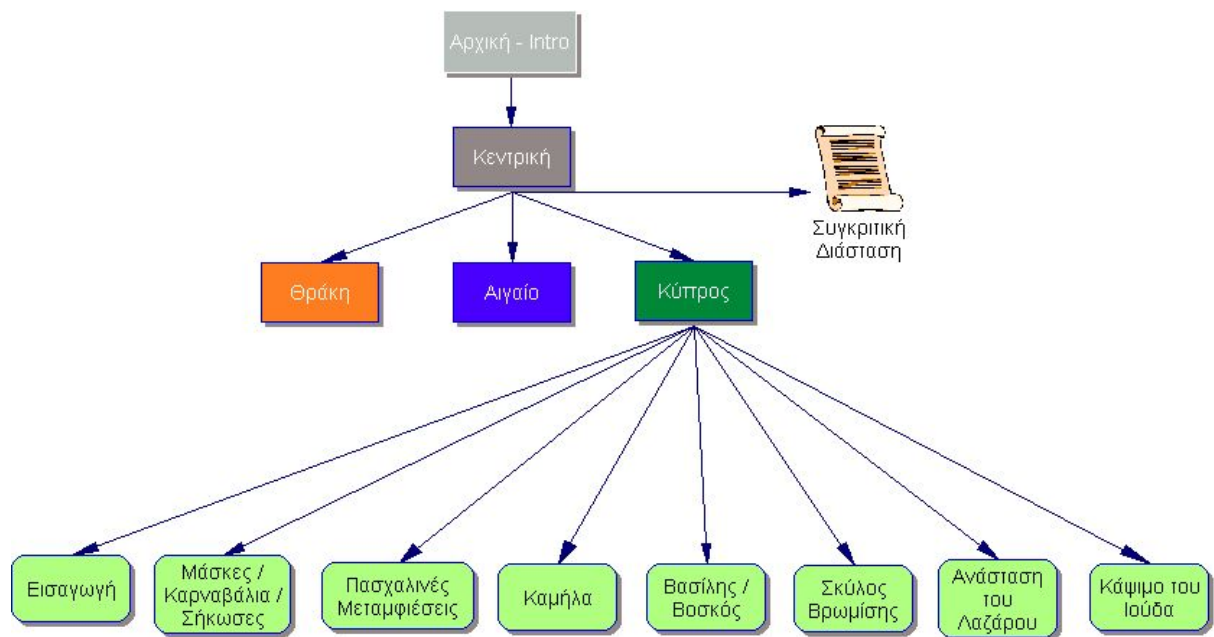 Αρχική - Intro
Κεντρική
Συγκριτική
Διάσταση
Θράκη
Αιγαίο
Κύπρος
Εισαγωγή
Μάσκες /
Καρναβάλια /
Σήκωσες
Πασχαλινές
Μεταμφιέσεις
Καμήλα
Βασίλης /
Βοσκός
Σκύλος
Βρωμίσης
Ανάσταση
του
Λαζάρου
Κάψιμο του
Ιούδα